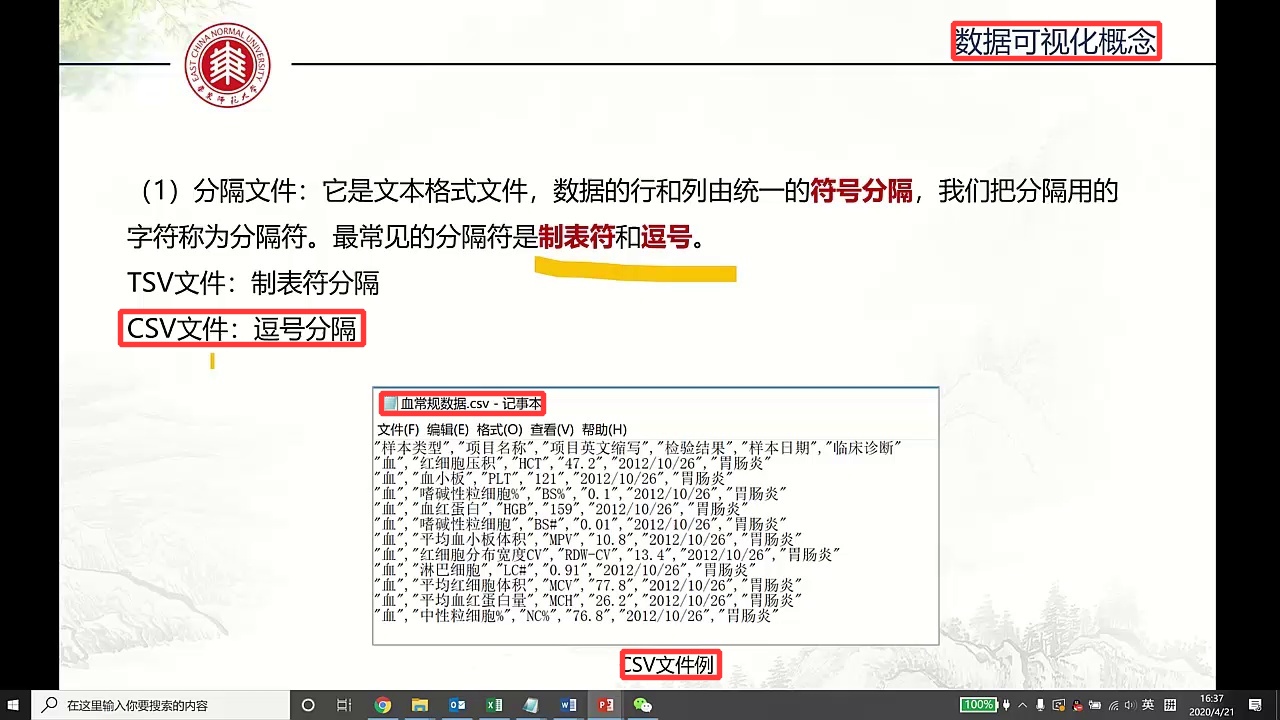 EAST CHINA NORMAL UNIVERSITY
华东师范大学
数据可视化概念
（1）分隔文件：它是文本格式文件，数据的行和列由统一的符号分隔，我们把分隔用的
字符称为分隔符。最常见的分隔符是制表符和逗号。
TSV文件：制表符分隔
CSV文件：逗号分隔
血常规数据.csv - 记事本
文件(F) 编辑(E) 格式(O) 查看(V) 帮助(H)
"样本类型","项目名称","项目英文缩写","检验结果","样本日期","临床诊断"
"血","红细胞压积","HCT","47.2","2012/10/26","胃肠炎"
"血","血小板","PLT","121","2012/10/26","胃肠炎"
"血","嗜碱性粒细胞%","BS%","0.1","2012/10/26","胃肠炎"
"血","血红蛋白","HGB","159","2012/10/26","胃肠炎"
"血","嗜碱性粒细胞","BS#","0.01","2012/10/26","胃肠炎"
"血","平均血小板体积","MPV","10.8","2012/10/26","胃肠炎"
"血","红细胞分布宽度CV","RDW-CV","13.4","2012/10/26","胃肠炎"
"血","淋巴细胞","LC#","0.91","2012/10/26","胃肠炎"
"血","平均红细胞体积","MCV","77.8","2012/10/26","胃肠炎"
"血","平均血红蛋白量","MCH","26.2","2012/10/26","胃肠炎"
"血","中性粒细胞%","NC%","76.8","2012/10/26","胃肠炎"
CSV文件例
在这里输入你要搜索的内容
100%
英
16:37
2020/4/21